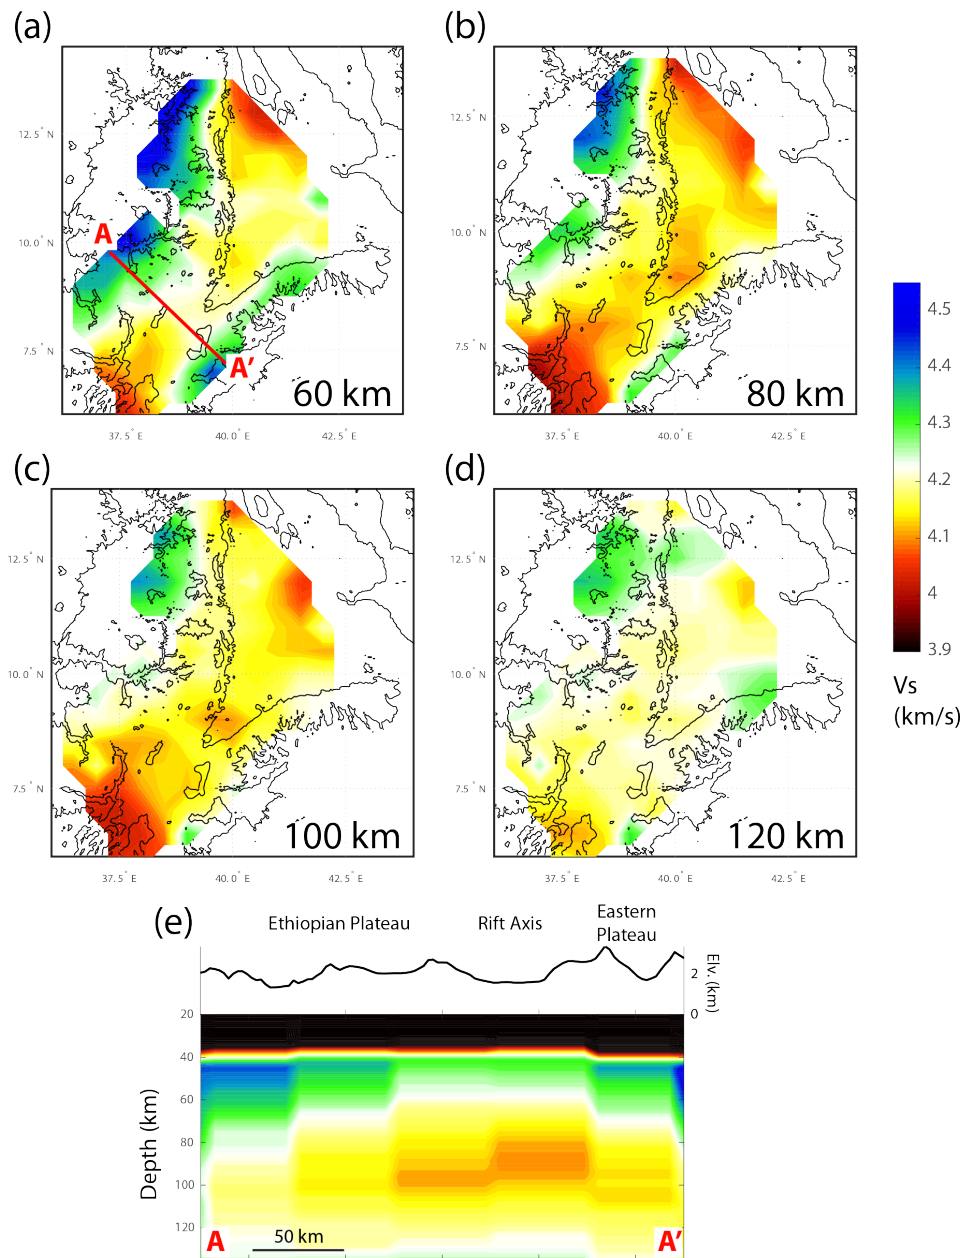 (a)
(b)
12.5° N
10.0° N
7.5° N
A
A'
60 km
37.5° E
40.0° E
42.5° E
12.5° N
10.0° N
7.5° N
80 km
37.5° E
40.0° E
42.5° E
4.5
4.4
4.3
4.2
4.1
4
3.9
Vs
(km/s)
(c)
(d)
12.5° N
10.0° N
7.5° N
100 km
37.5° E
40.0° E
42.5° E
12.5° N
10.0° N
7.5° N
120 km
37.5° E
40.0° E
42.5° E
(e)
Ethiopian Plateau
Rift Axis
Eastern
Plateau
2
0
Elv. (km)
20
40
60
80
100
120
Depth (km)
A
50 km
A'